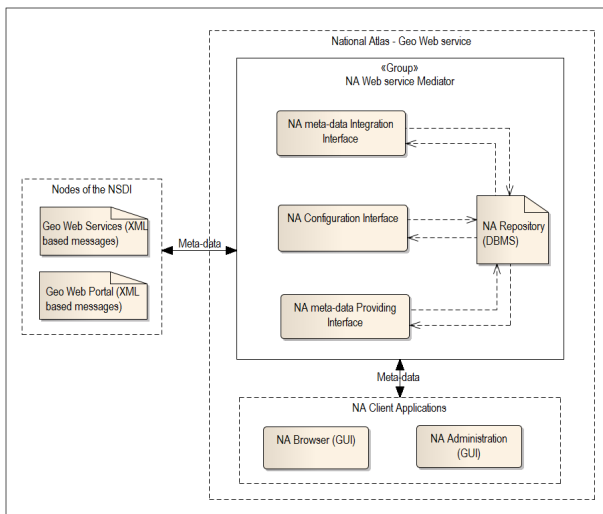 National Atlas - Geo Web service
«Group»
NA Web service Mediator
NA meta-data Integration
Interface
Nodes of the NSDI
Geo Web Services (XML
based messages)
Geo Web Portal (XML
based messages)
Meta-data
NA Configuration Interface
NA Repository
(DBMS)
NA meta-data Providing
Interface
Meta-data
NA Client Applications
NA Browser (GUI)
NA Administration
(GUI)